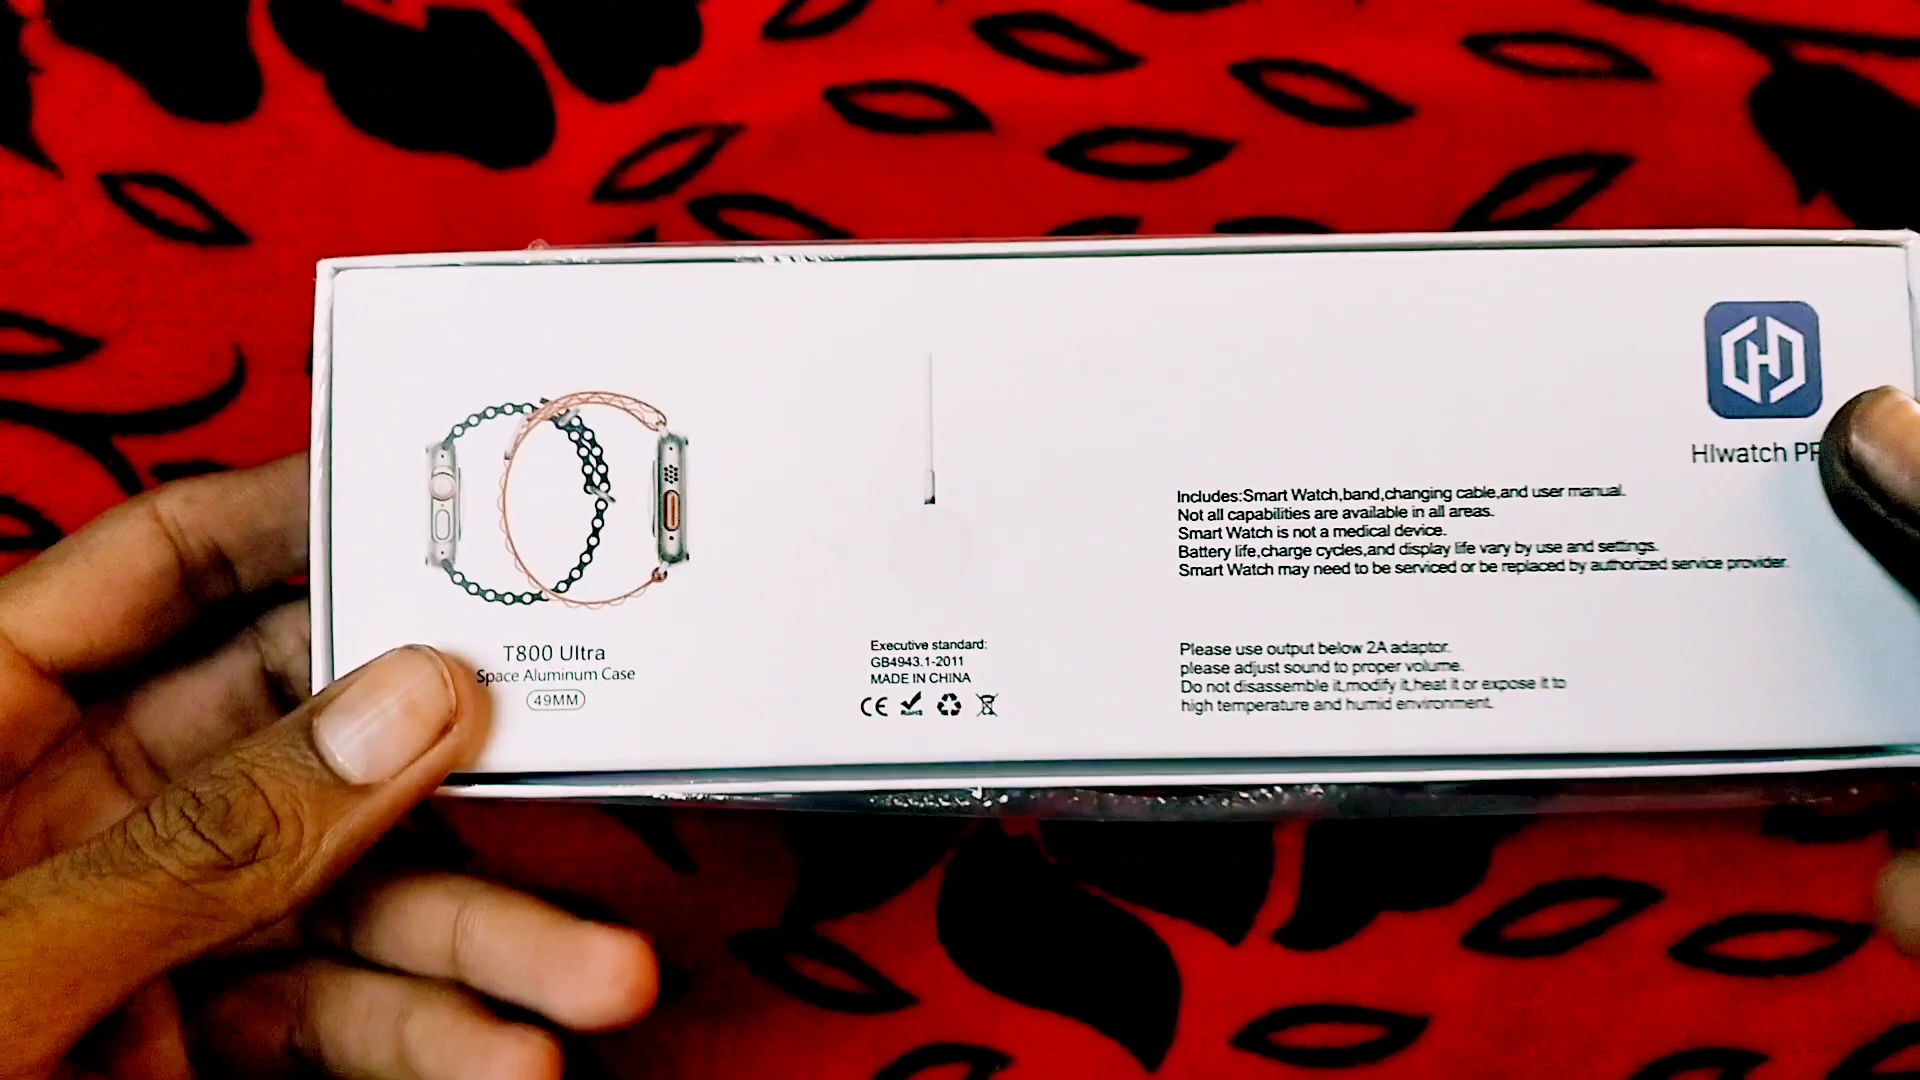 HIwatch
T800 Ultra
Space Aluminum Case
49MM
Executive standard:
GB4943.1-2011
MADE IN CHINA
CE
Includes:Smart Watch,band,changing cable,and user manual.
Not all capabilities are available in all areas.
Smart Watch is not a medical device.
Battery life,charge cycles,and display life vary by use and settings.
Smart Watch may need to be serviced or be replaced by authorized service provider.
Please use output below 2A adaptor.
please adjust sound to proper volume.
Do not disassemble it,modify it,heat it or expose it to
high temperature and humid environment.